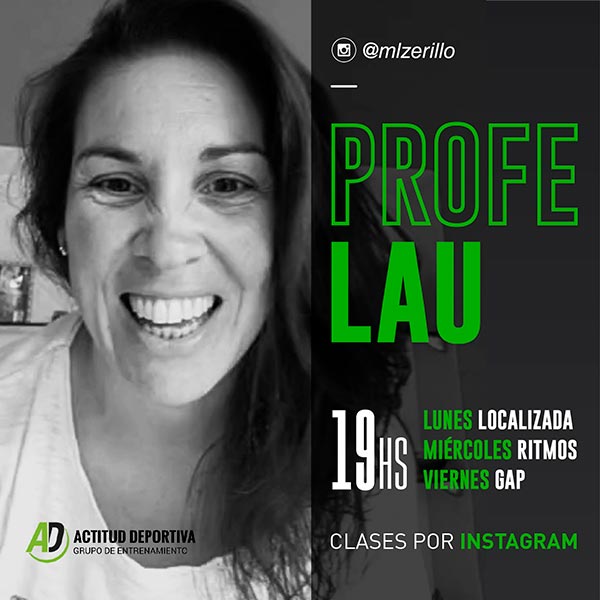 @mlzerillo
PROFE
LAU
19HS
LUNES LOCALIZADA
MIÉRCOLES RITMOS
VIERNES GAP
AD ACTITUD DEPORTIVA
GRUPO DE ENTRENAMIENTO
CLASES POR INSTAGRAM